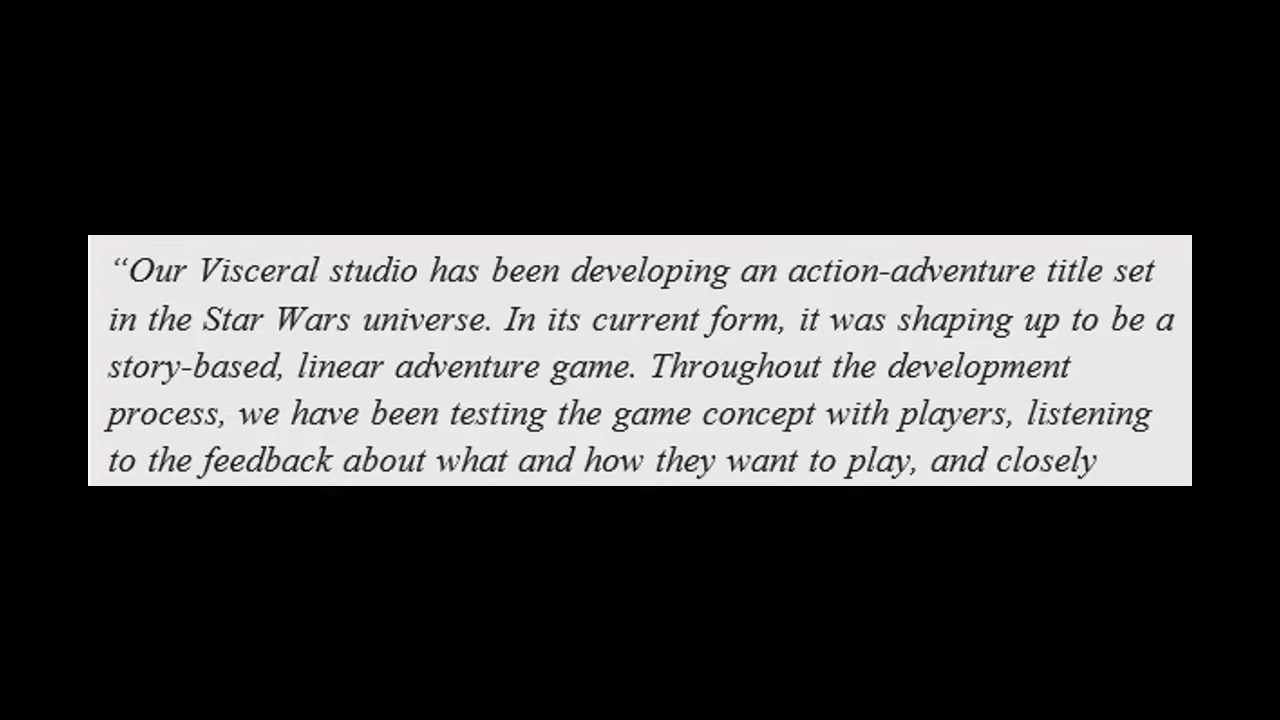 “Our Visceral studio has been developing an action-adventure title set
in the Star Wars universe. In its current form, it was shaping up to be a
story-based, linear adventure game. Throughout the development
process, we have been testing the game concept with players, listening
to the feedback about what and how they want to play, and closely